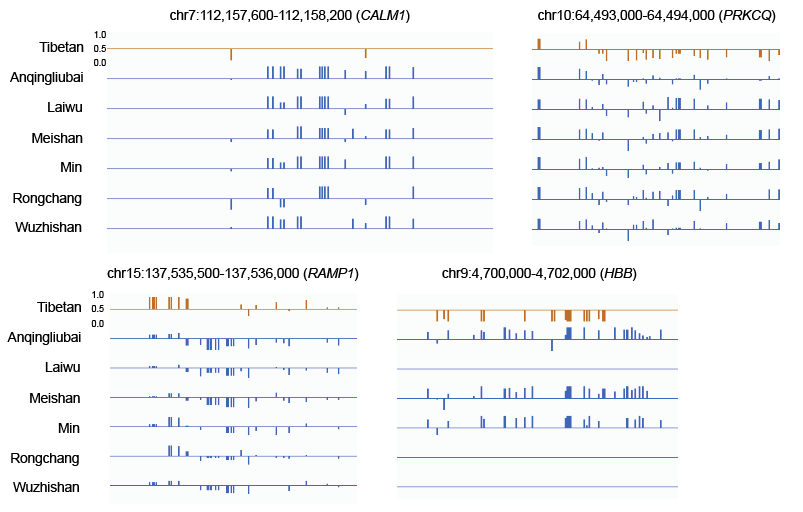 chr7:112,157,600-112,158,200 (CALM1)
chr10:64,493,000-64,494,000 (PRKCQ)
1.0
Tibetan
0.5
0.0
Anqingliubai
Laiwu
Meishan
Min
Rongchang
Wuzhishan
chr15:137,535,500-137,536,000 (RAMP1)
chr9:4,700,000-4,702,000 (HBB)
1.0
Tibetan
0.5
0.0
Anqingliubai
Laiwu
Meishan
Min
Rongchang
Wuzhishan